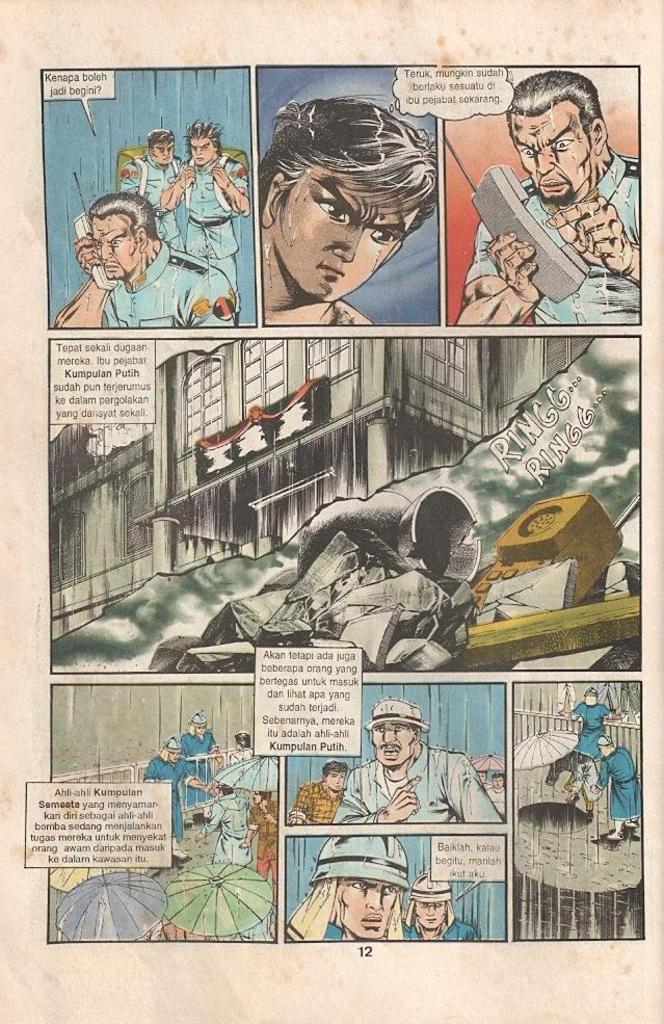 Kenapa boleh
jadi begini?
Teruk, mungkin sudah
berlaku sesuatu di
ibu pejabat sekarang.
Tepat sekali dugaan
mereka. Ibu pejabat
Kumpulan Putih
sudah pun terjerumus
ke dalam pergolakan
yang dahsyat sekali.
RINGG...
RINGG...
Akan tetapi ada juga
beberapa orang yang
bertegas untuk masuk
dan lihat apa yang
sudah terjadi.
Sebenarnya, mereka
itu adalah ahli-ahli
Kumpulan Putih.
Ahli-ahli Kumpulan
Semesta yang menyamar-
kan diri sebagai ahli-ahli
bomba sedang menjalankan
tugas mereka untuk menyekat
orang awam daripada masuk
ke dalam kawasan itu.
Baiklah, kalau
begitu, marilah
ikut aku.
12